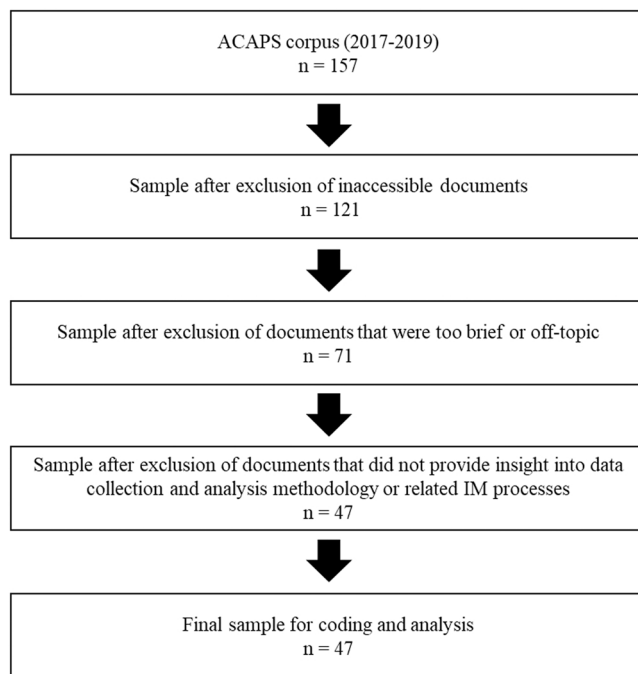 ACAPS corpus (2017-2019)
n = 157
Sample after exclusion of inaccessible documents
n = 121
Sample after exclusion of documents that were too brief or off-topic
n = 71
Sample after exclusion of documents that did not provide insight into data
collection and analysis methodology or related IM processes
n = 47
Final sample for coding and analysis
n = 47